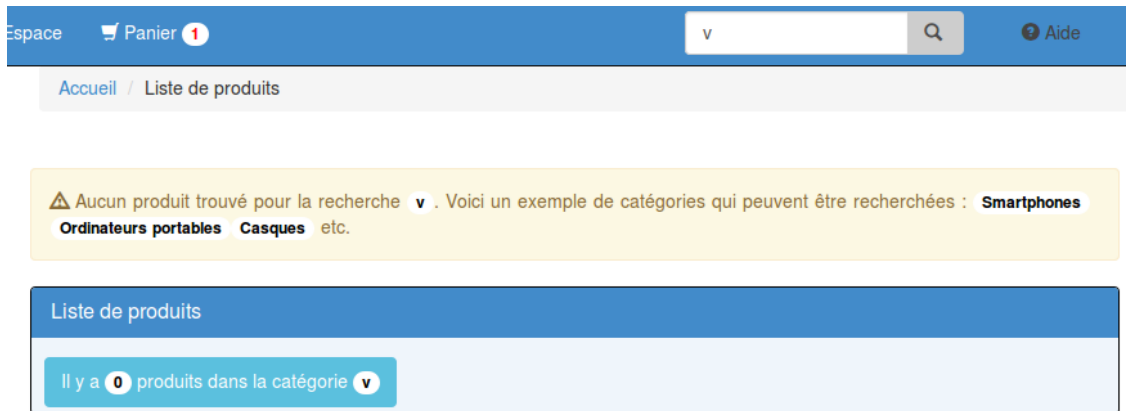 Espace Panier 1 v Aide
Accueil / Liste de produits
Aucun produit trouvé pour la recherche v . Voici un exemple de catégories qui peuvent être recherchées : Smartphones
Ordinateurs portables Casques etc.
Liste de produits
Il y a 0 produits dans la catégorie v